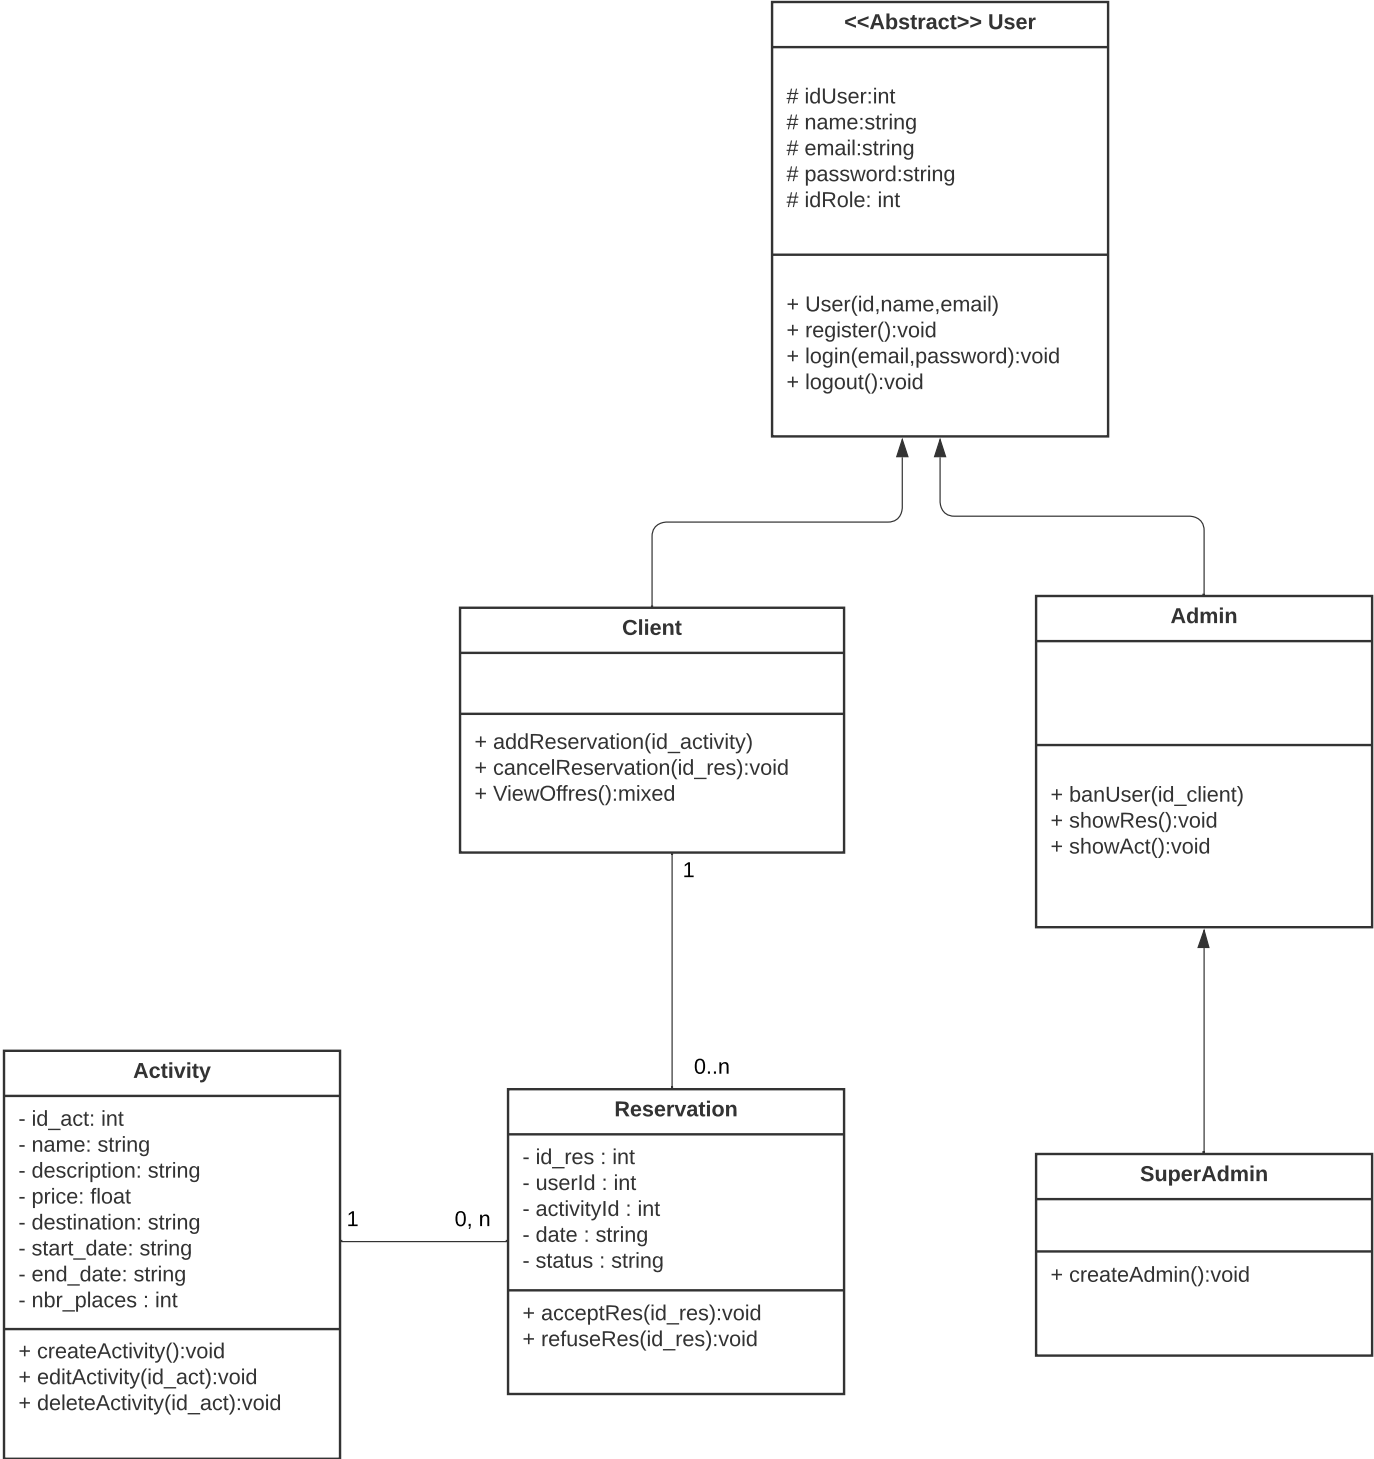 <<Abstract>> User
# idUser:int
# name:string
# email:string
# password:string
# idRole: int
+ User(id,name,email)
+ register():void
+ login(email,password):void
+ logout():void
Client
+ addReservation(id_activity)
+ cancelReservation(id_res):void
+ ViewOffres():mixed
Admin
+ banUser(id_client)
+ showRes():void
+ showAct():void
1
0..n
Activity
- id_act: int
- name: string
- description: string
- price: float
- destination: string
- start_date: string
- end_date: string
- nbr_places : int
+ createActivity():void
+ editActivity(id_act):void
+ deleteActivity(id_act):void
1
0, n
Reservation
- id_res : int
- userId : int
- activityId : int
- date : string
- status : string
+ acceptRes(id_res):void
+ refuseRes(id_res):void
SuperAdmin
+ createAdmin():void